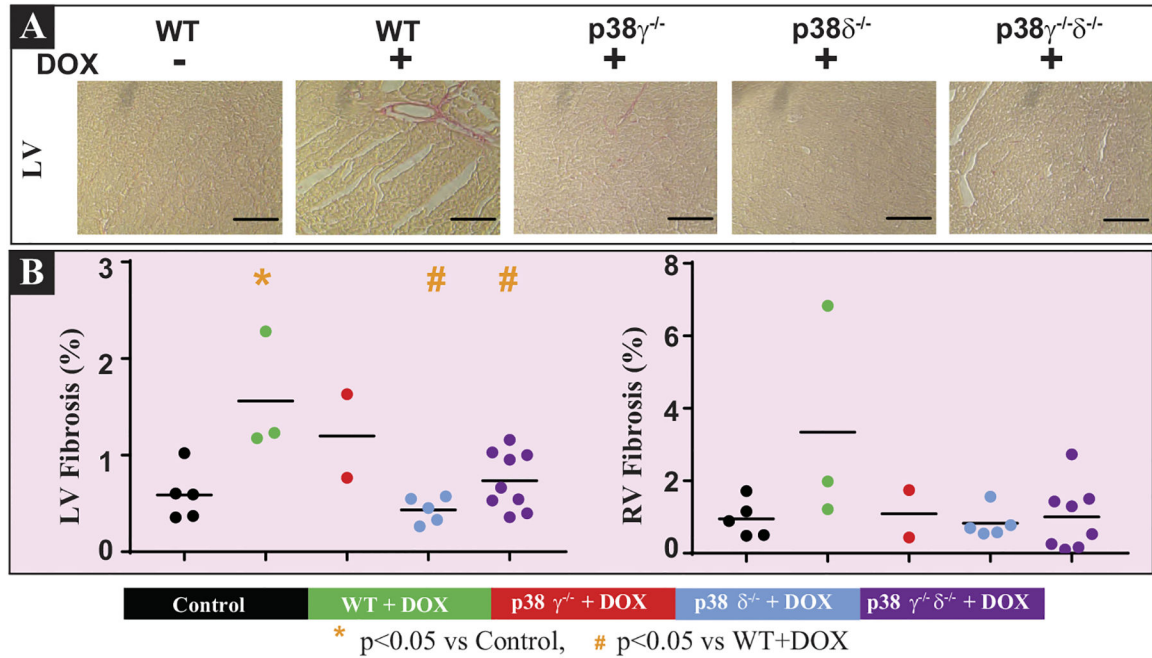 A
WT WT p38γ-/- p38δ-/- p38γ-/-δ-/-
DOX - + + + +
LV
B
3 * # #
2
1
0
LV Fibrosis (%)
8
6
4
2
0
RV Fibrosis (%)
Control WT + DOX p38 γ-/- + DOX p38 δ-/- + DOX p38 γ-/-δ-/- + DOX
* p<0.05 vs Control, # p<0.05 vs WT+DOX